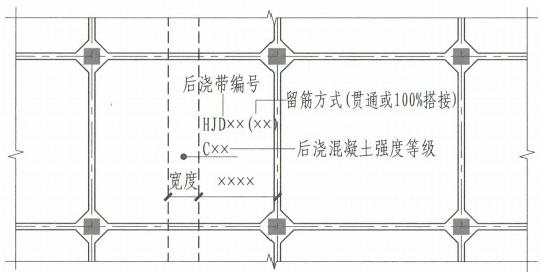 后浇带编号
留筋方式(贯通或100%搭接)
HJD××(××)
C××
后浇混凝土强度等级
宽度 ××××